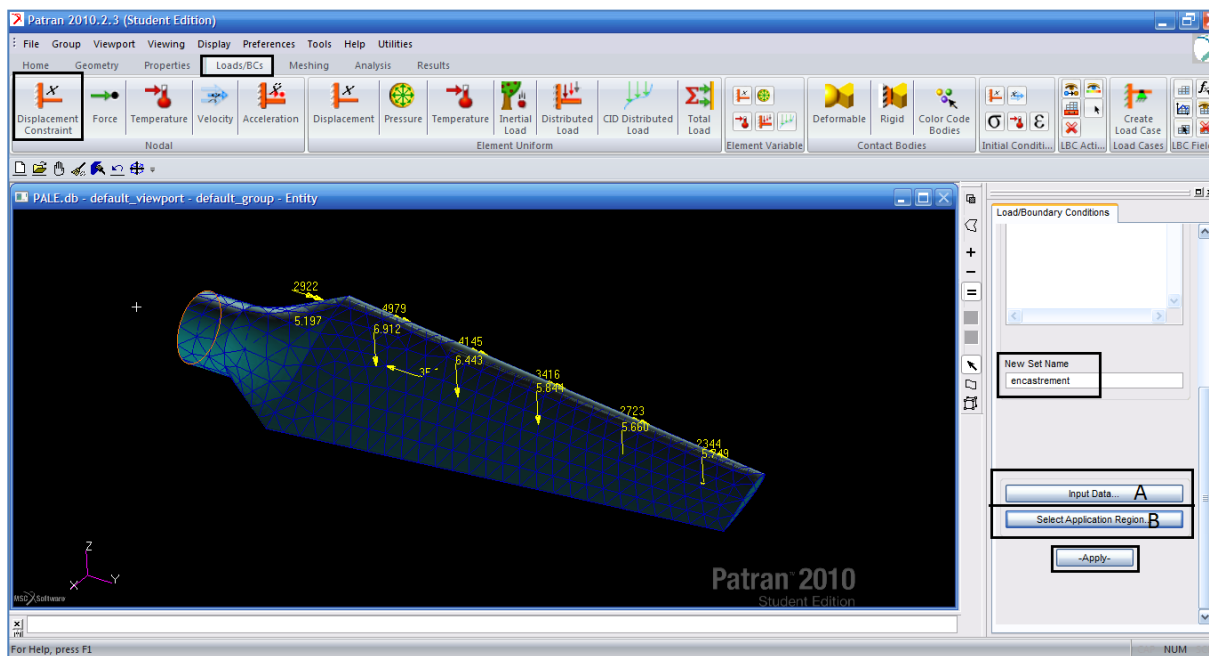 Patran 2010.2.3 (Student Edition)
File Group Viewport Viewing Display Preferences Tools Help Utilities
Home Geometry Properties Loads/BCs Meshing Analysis Results
Displacement Constraint Force Temperature Velocity Acceleration Displacement Pressure Temperature Inertial Load Distributed Load CID Distributed Load Total Load Deformable Rigid Color Code Bodies Create Load Case
Nodal Element Uniform Element Variable Contact Bodies Initial Conditi... LBC Acti... Load Cases LBC Field
PALE.db - default_viewport - default_group - Entity
Load/Boundary Conditions
2922
5.197
4979
6.912
4145
6.443
3416
5.844
2723
5.660
2344
5.749
New Set Name
encastrement
Input Data... A
Select Application Region... B
-Apply-
Z
X Y
MSC Software
Patran 2010
Student Edition
For Help, press F1
NUM